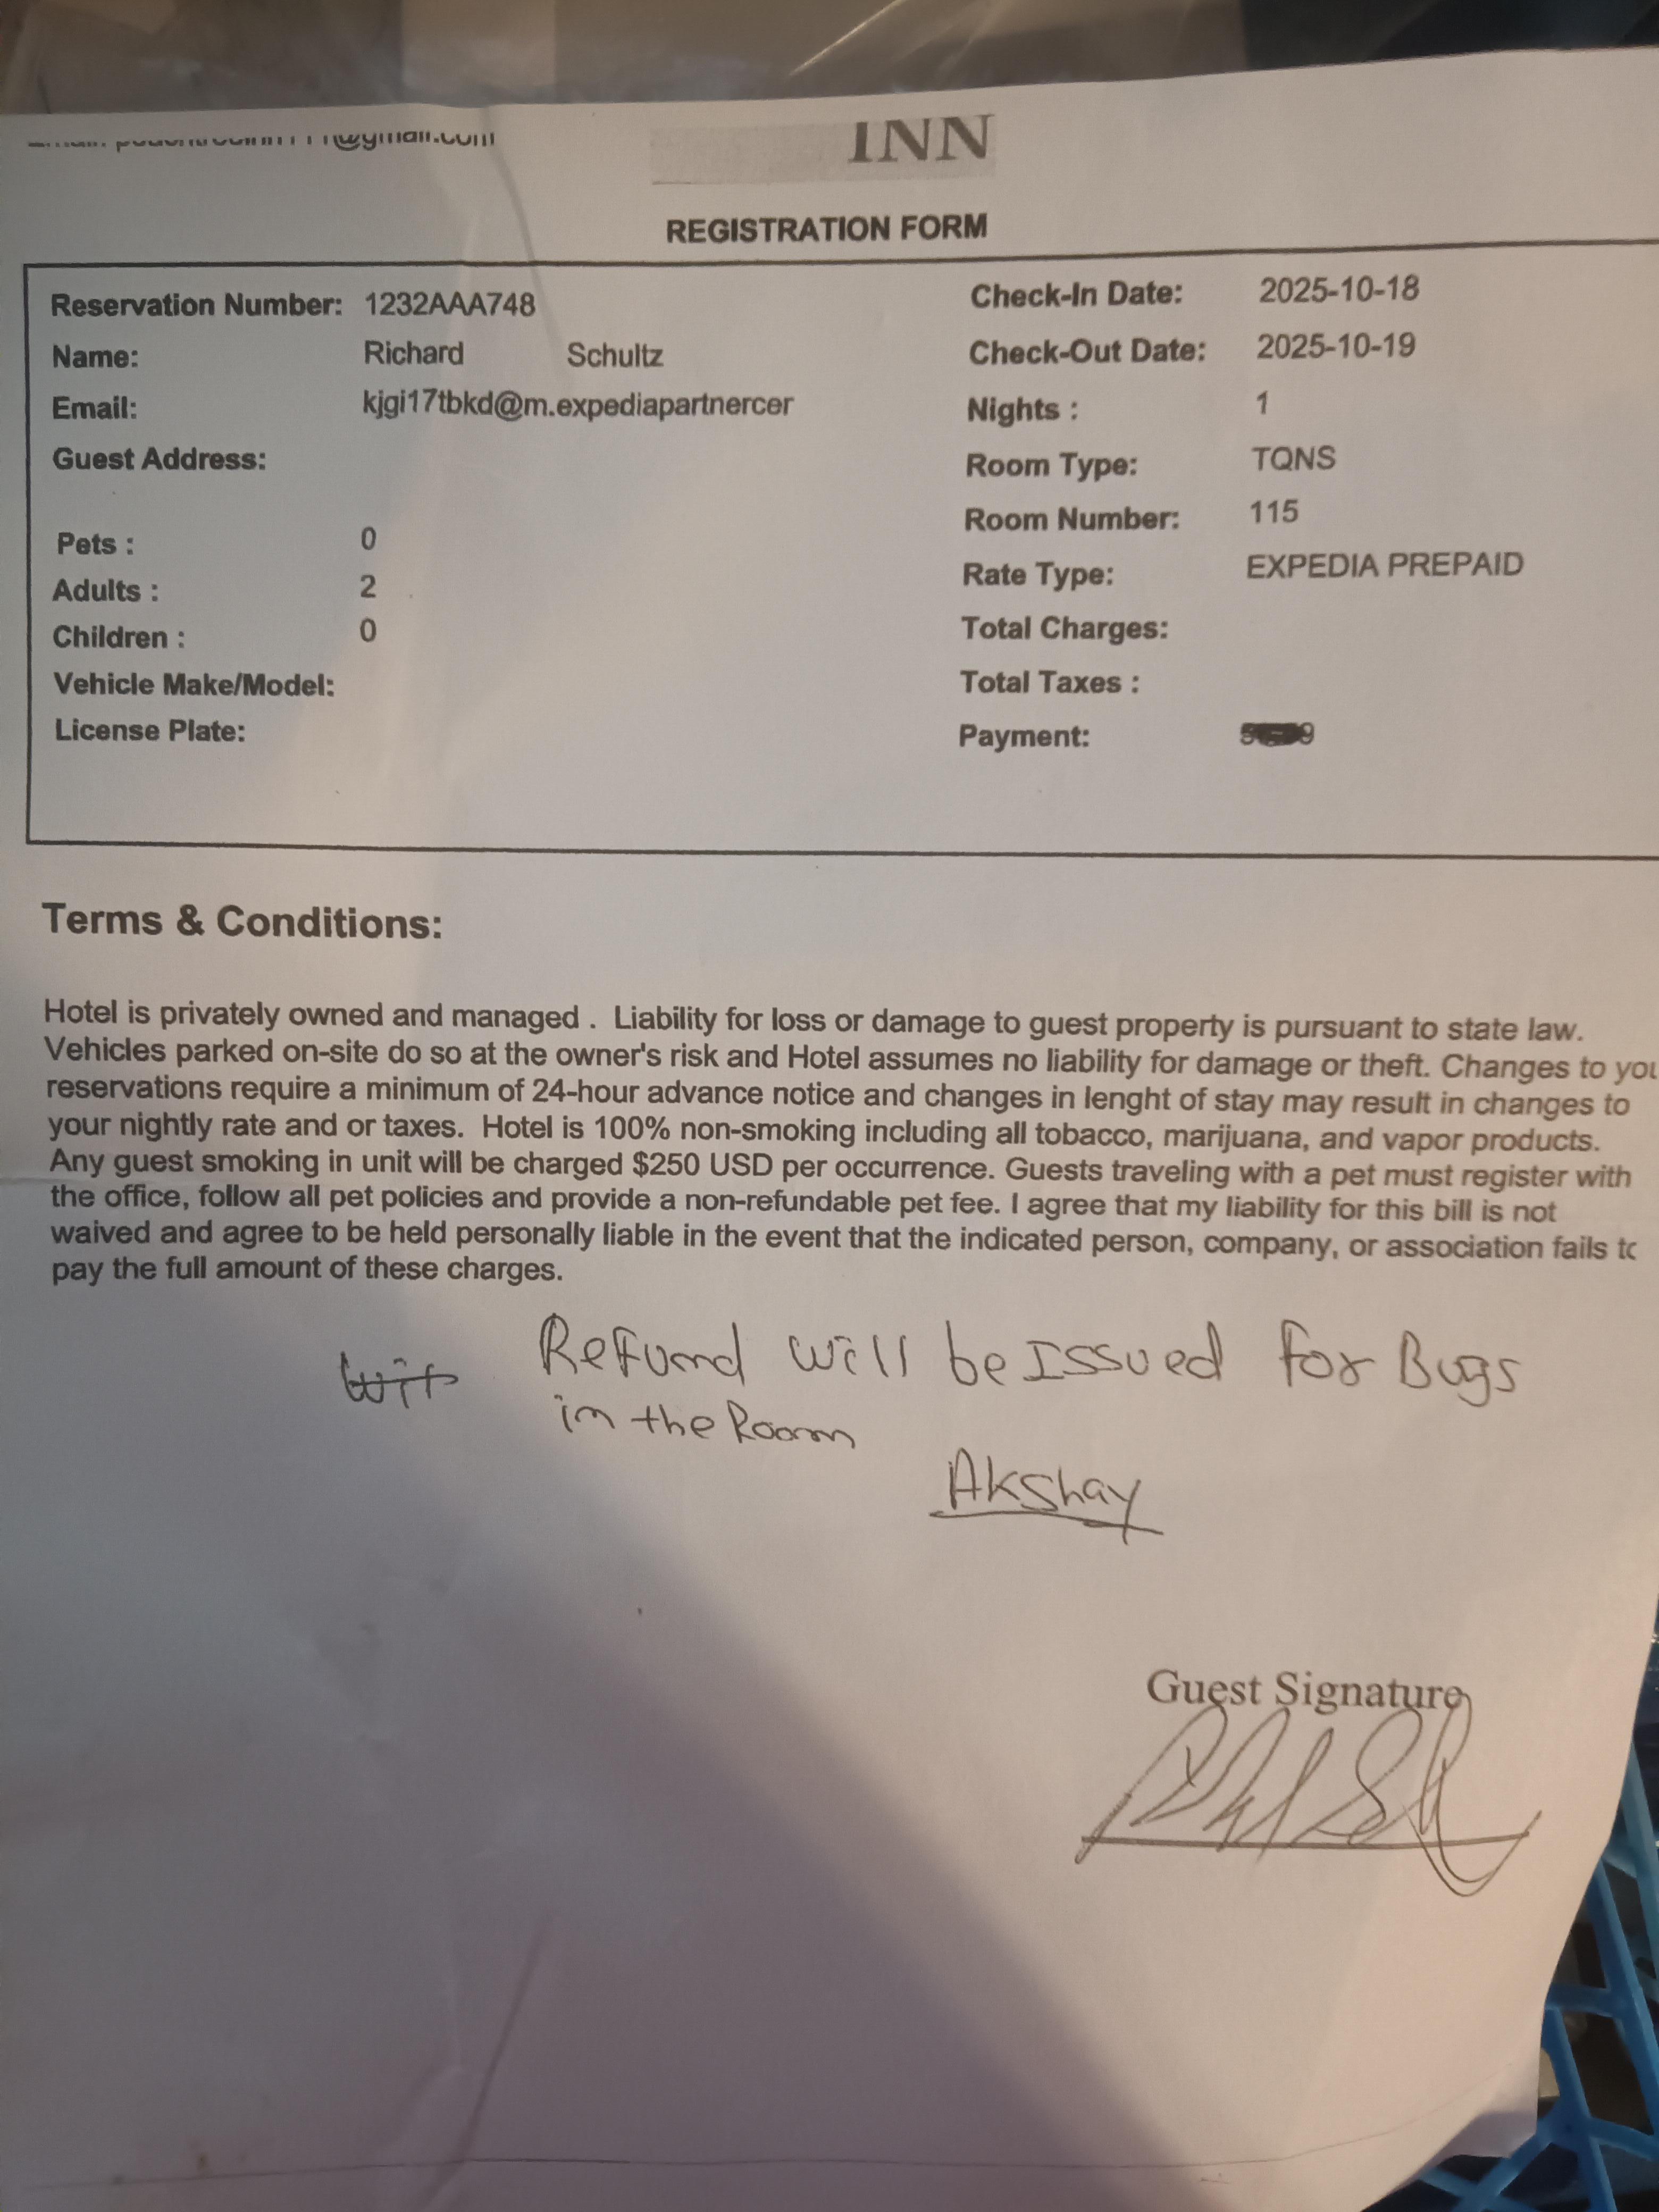 @gmail.com
INN
REGISTRATION FORM
Reservation Number: 1232AAA748
Name: Richard Schultz
Email: kjgi17tbkd@m.expediapartnercer
Guest Address:
Pets : 0
Adults : 2
Children : 0
Vehicle Make/Model:
License Plate:
Check-In Date: 2025-10-18
Check-Out Date: 2025-10-19
Nights : 1
Room Type: TQNS
Room Number: 115
Rate Type: EXPEDIA PREPAID
Total Charges:
Total Taxes :
Payment:
Terms & Conditions:
Hotel is privately owned and managed . Liability for loss or damage to guest property is pursuant to state law.
Vehicles parked on-site do so at the owner's risk and Hotel assumes no liability for damage or theft. Changes to you
reservations require a minimum of 24-hour advance notice and changes in lenght of stay may result in changes to
your nightly rate and or taxes. Hotel is 100% non-smoking including all tobacco, marijuana, and vapor products.
Any guest smoking in unit will be charged $250 USD per occurrence. Guests traveling with a pet must register with
the office, follow all pet policies and provide a non-refundable pet fee. I agree that my liability for this bill is not
waived and agree to be held personally liable in the event that the indicated person, company, or association fails to
pay the full amount of these charges.
Refund will be Issued for Bugs
in the Room
Akshay
Guest Signature